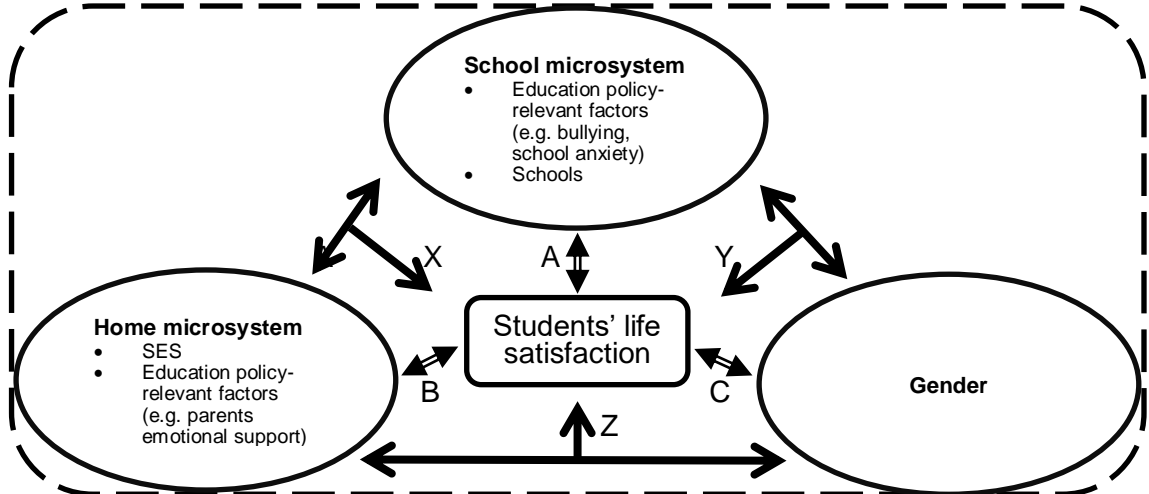 School microsystem
• Education policy-
relevant factors
(e.g. bullying,
school anxiety)
• Schools
X
A
Y
Home microsystem
• SES
• Education policy-
relevant factors
(e.g. parents
emotional support)
Students’ life
satisfaction
B
C
Gender
Z